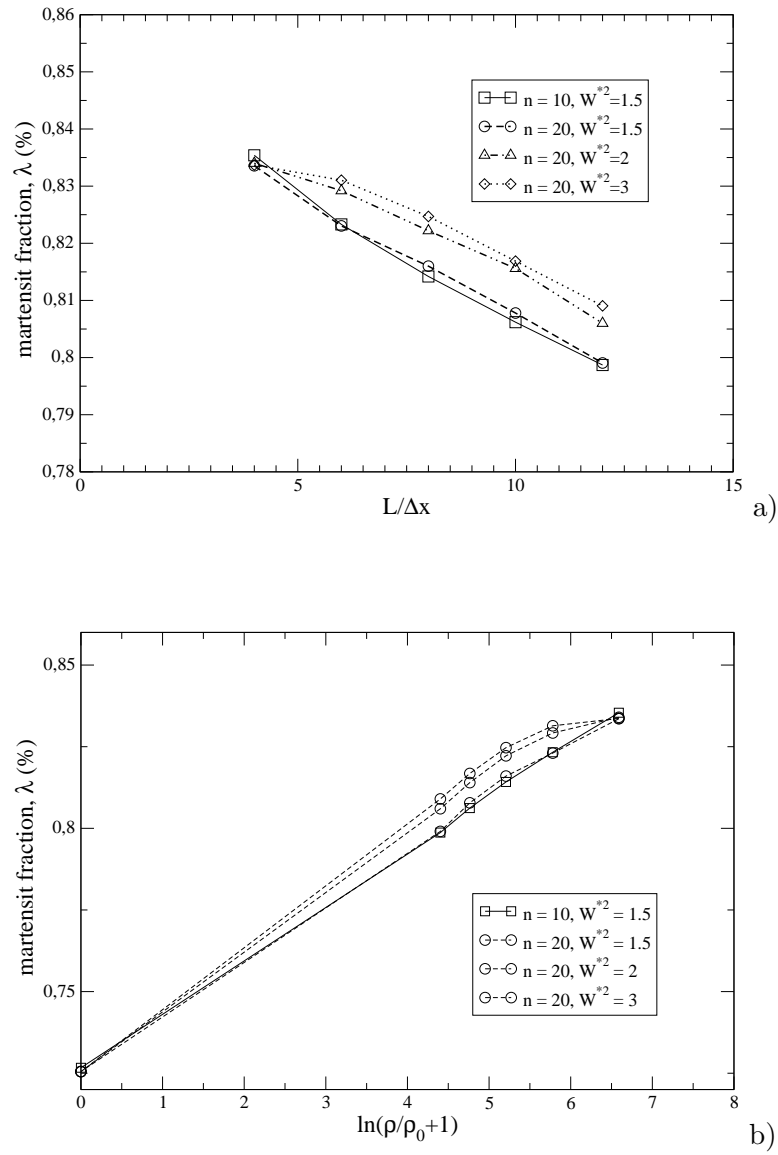 0,86
0,85
0,84
0,83
0,82
0,81
0,8
0,79
0,78
martensit fraction, λ (%)
n = 10, W*2=1.5
n = 20, W*2=1.5
n = 20, W*2=2
n = 20, W*2=3
0 5 10 15
L/Δx
a)
0,85
0,8
0,75
martensit fraction, λ (%)
n = 10, W*2 = 1.5
n = 20, W*2 = 1.5
n = 20, W*2 = 2
n = 20, W*2 = 3
0 1 2 3 4 5 6 7 8
ln(ρ/ρ0+1)
b)